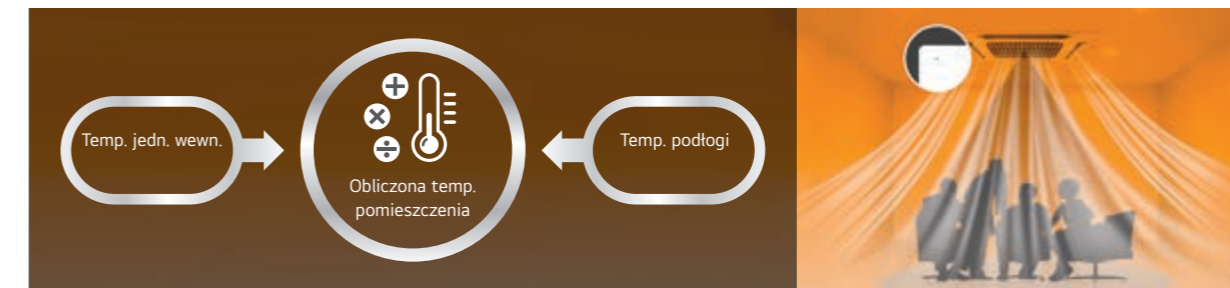 Temp. jedn. wewn.
Obliczona temp.
pomieszczenia
Temp. podłogi